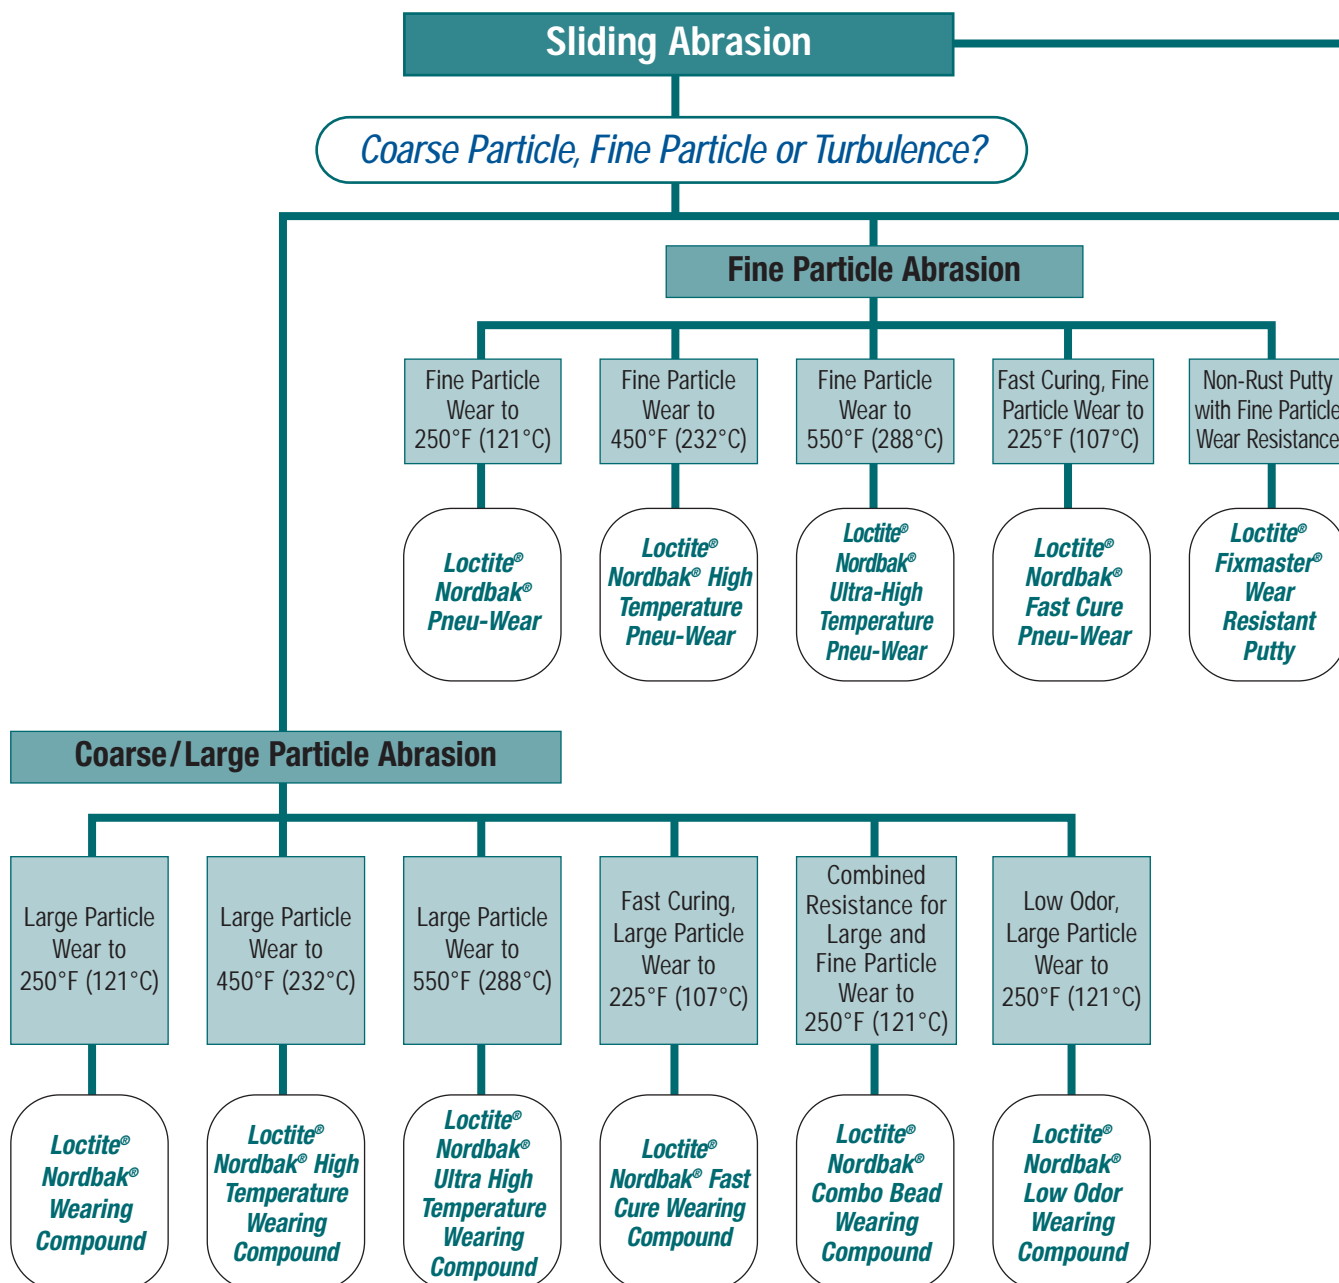 Sliding Abrasion
Coarse Particle, Fine Particle or Turbulence?
Fine Particle Abrasion
Fine Particle
Wear to
250°F (121°C)
Fine Particle
Wear to
450°F (232°C)
Fine Particle
Wear to
550°F (288°C)
Fast Curing, Fine
Particle Wear to
225°F (107°C)
Non-Rust Putty
with Fine Particle
Wear Resistance
Loctite®
Nordbak®
Pneu-Wear
Loctite®
Nordbak® High
Temperature
Pneu-Wear
Loctite®
Nordbak®
Ultra-High
Temperature
Pneu-Wear
Loctite®
Nordbak®
Fast Cure
Pneu-Wear
Loctite®
Fixmaster®
Wear
Resistant
Putty
Coarse/Large Particle Abrasion
Large Particle
Wear to
250°F (121°C)
Large Particle
Wear to
450°F (232°C)
Large Particle
Wear to
550°F (288°C)
Fast Curing,
Large Particle
Wear to
225°F (107°C)
Combined
Resistance for
Large and
Fine Particle
Wear to
250°F (121°C)
Low Odor,
Large Particle
Wear to
250°F (121°C)
Loctite®
Nordbak®
Wearing
Compound
Loctite®
Nordbak® High
Temperature
Wearing
Compound
Loctite®
Nordbak®
Ultra High
Temperature
Wearing
Compound
Loctite®
Nordbak® Fast
Cure Wearing
Compound
Loctite®
Nordbak®
Combo Bead
Wearing
Compound
Loctite®
Nordbak®
Low Odor
Wearing
Compound